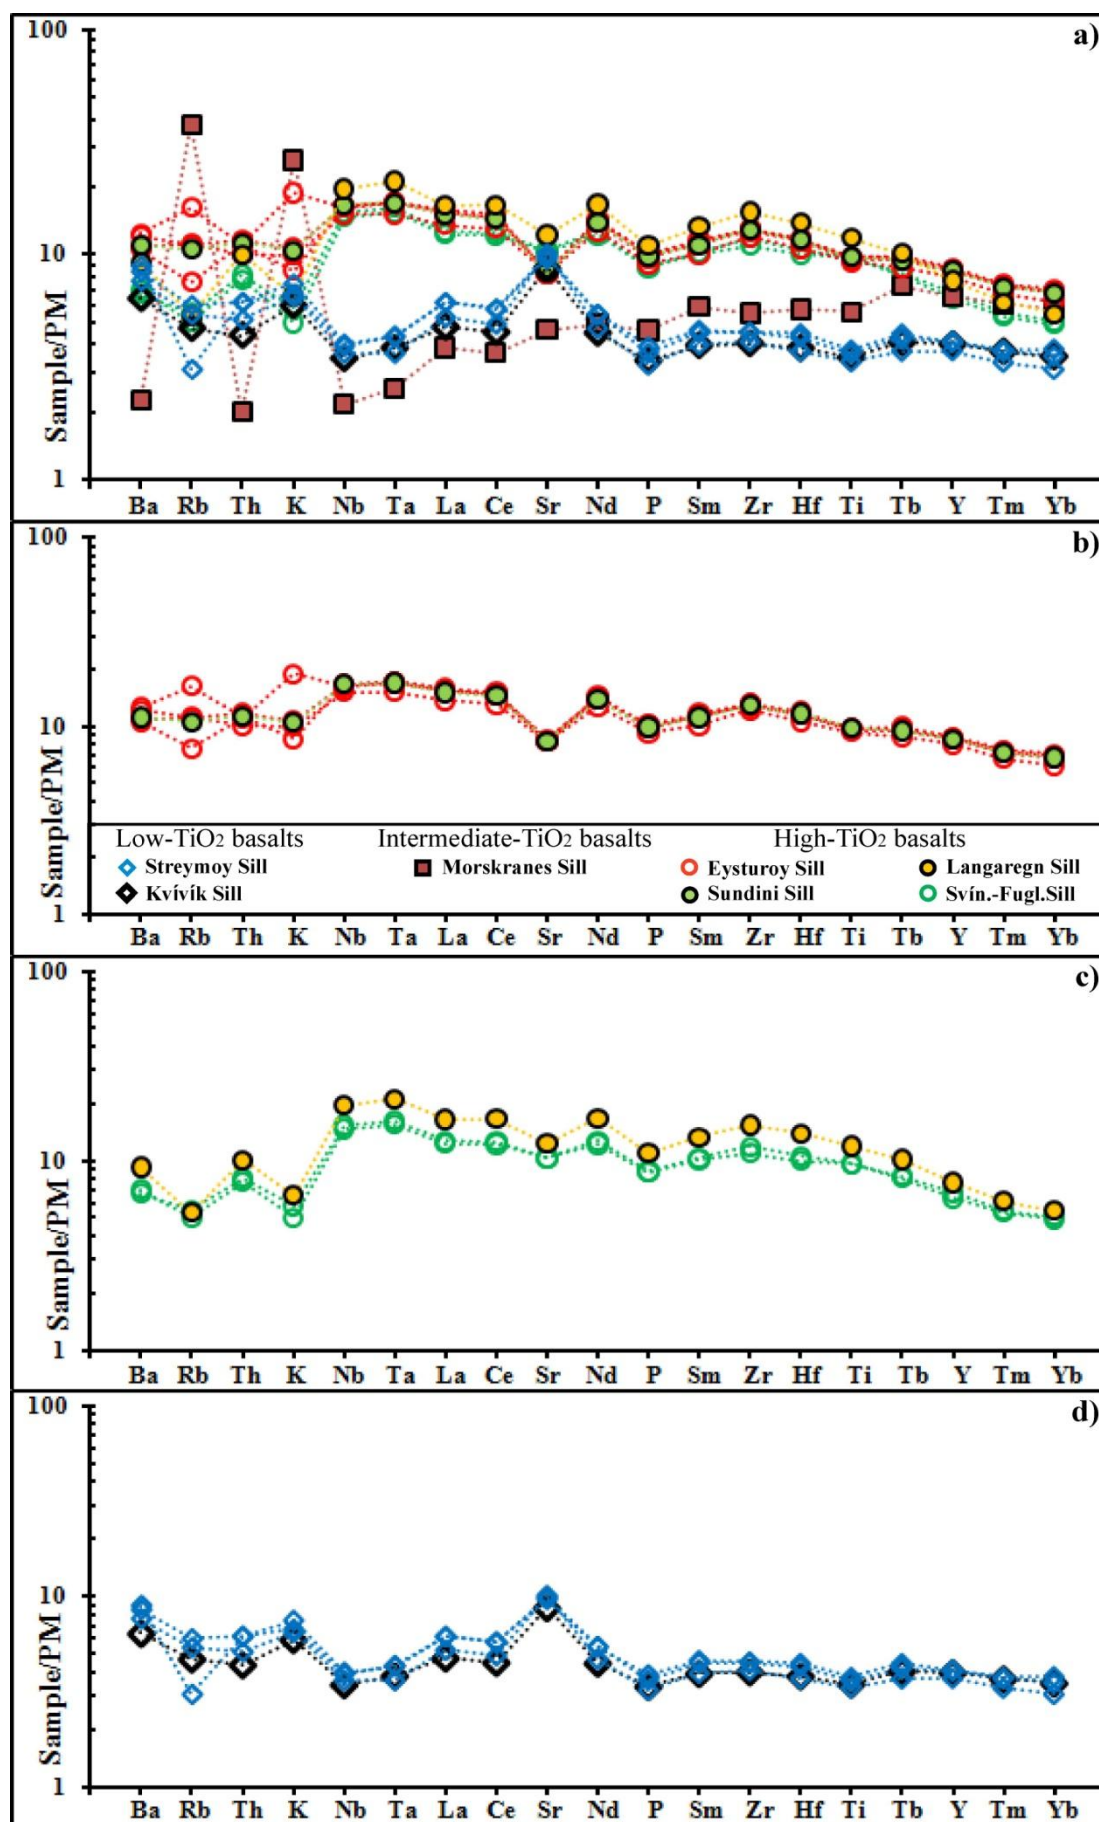 a)
100
10
1
Sample/PM
Ba Rb Th K Nb Ta La Ce Sr Nd P Sm Zr Hf Ti Tb Y Tm Yb
b)
100
10
1
Sample/PM
Low-TiO2 basalts Intermediate-TiO2 basalts High-TiO2 basalts
Streymoy Sill Morskranes Sill Eysturoy Sill Langaregn Sill
Kvívík Sill Sundini Sill Svín.-Fugl.Sill
Ba Rb Th K Nb Ta La Ce Sr Nd P Sm Zr Hf Ti Tb Y Tm Yb
c)
100
10
1
Sample/PM
Ba Rb Th K Nb Ta La Ce Sr Nd P Sm Zr Hf Ti Tb Y Tm Yb
d)
100
10
1
Sample/PM
Ba Rb Th K Nb Ta La Ce Sr Nd P Sm Zr Hf Ti Tb Y Tm Yb